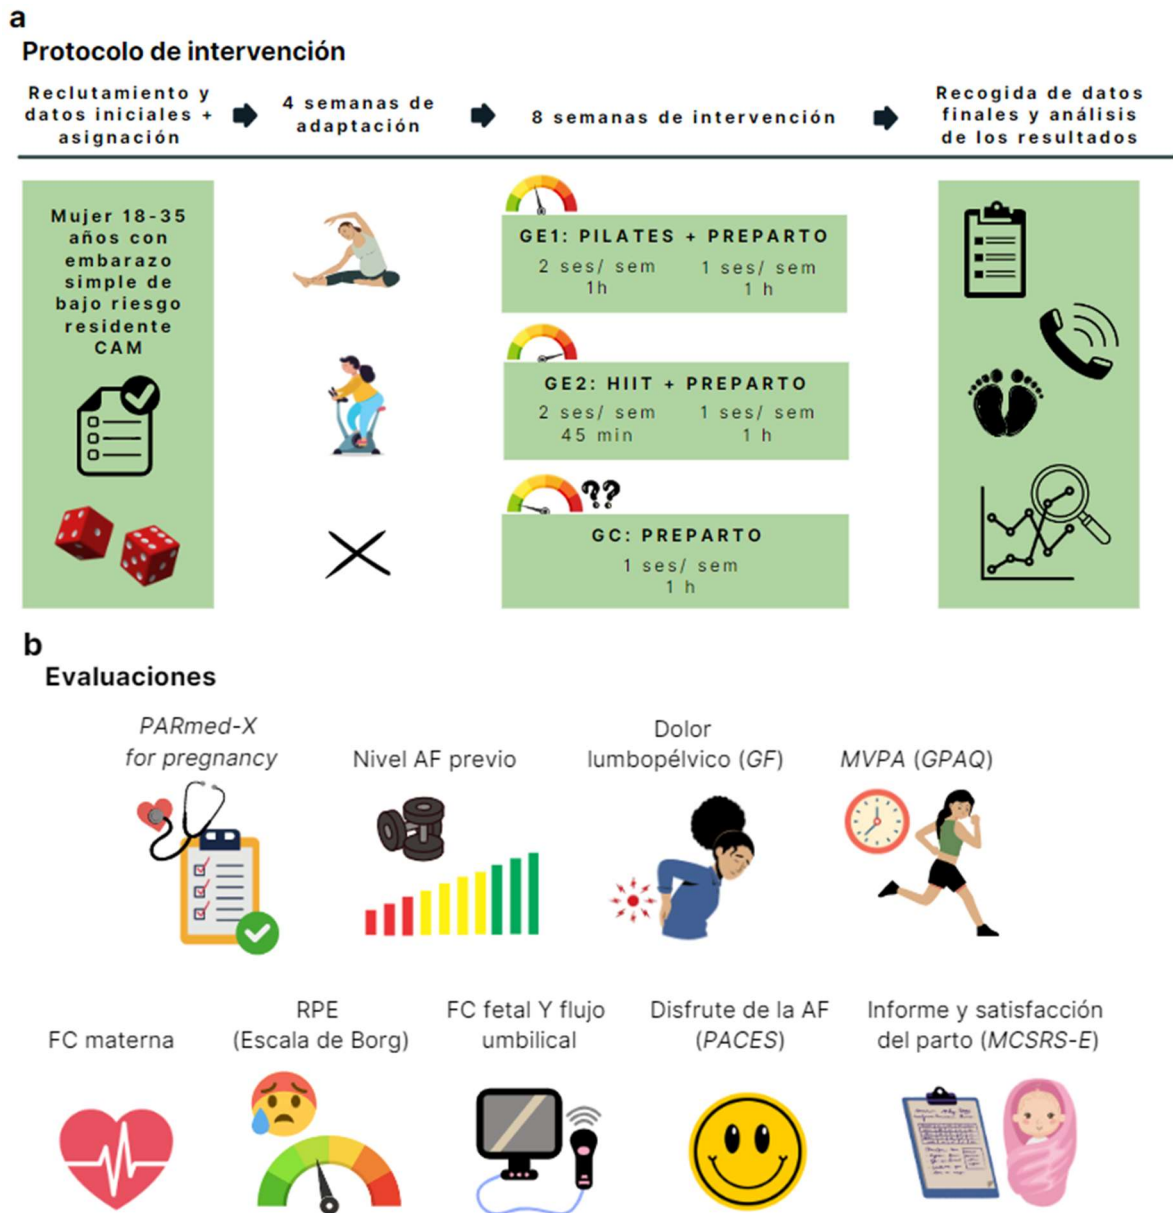 a
Protocolo de intervención
Reclutamiento y
datos iniciales +
asignación
4 semanas de
adaptación
8 semanas de intervención
Recogida de datos
finales y análisis
de los resultados
Mujer 18-35
años con
embarazo
simple de
bajo riesgo
residente
CAM
GE1: PILATES + PREPARTO
2 ses/ sem 1 ses/ sem
1h 1 h
GE2: HIIT + PREPARTO
2 ses/ sem 1 ses/ sem
45 min 1 h
??
GC: PREPARTO
1 ses/ sem
1 h
b
Evaluaciones
PARmed-X
for pregnancy
Nivel AF previo
Dolor
lumbopélvico (GF)
MVPA (GPAQ)
FC materna
RPE
(Escala de Borg)
FC fetal Y flujo
umbilical
Disfrute de la AF
(PACES)
Informe y satisfacción
del parto (MCSRS-E)